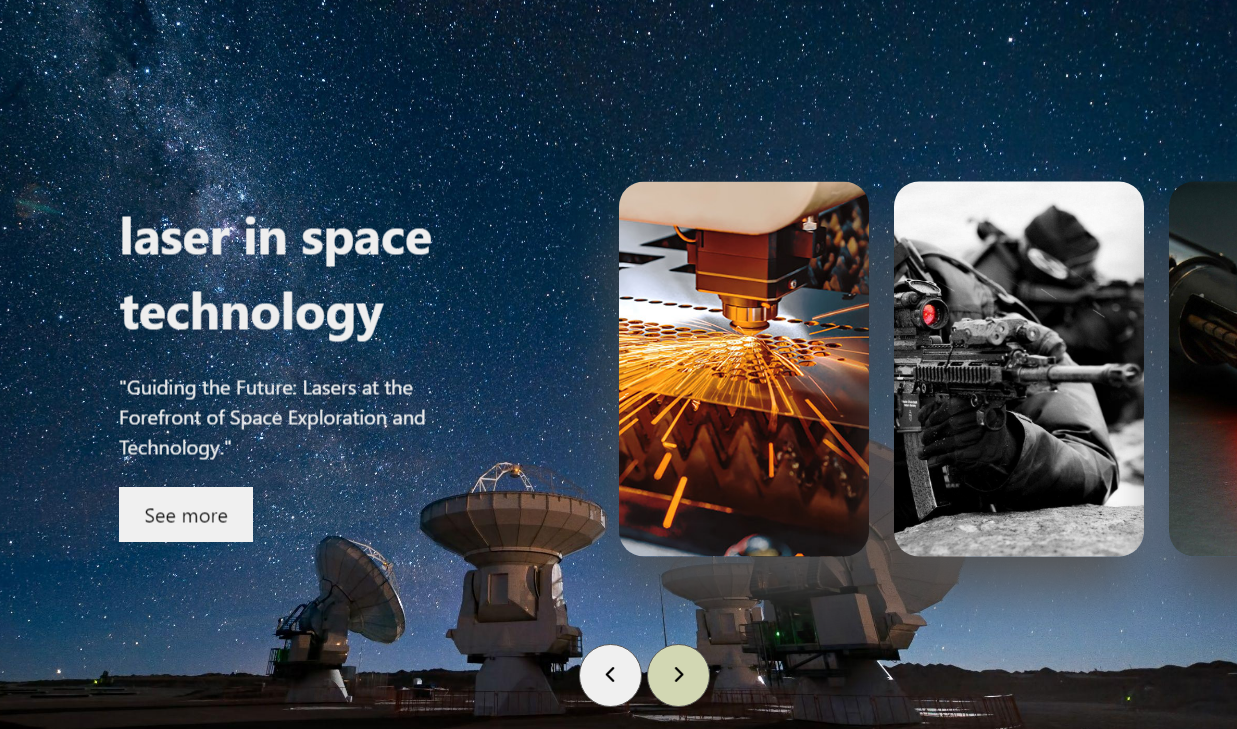 laser in space
technology
"Guiding the Future: Lasers at the
Forefront of Space Exploration and
Technology."
See more